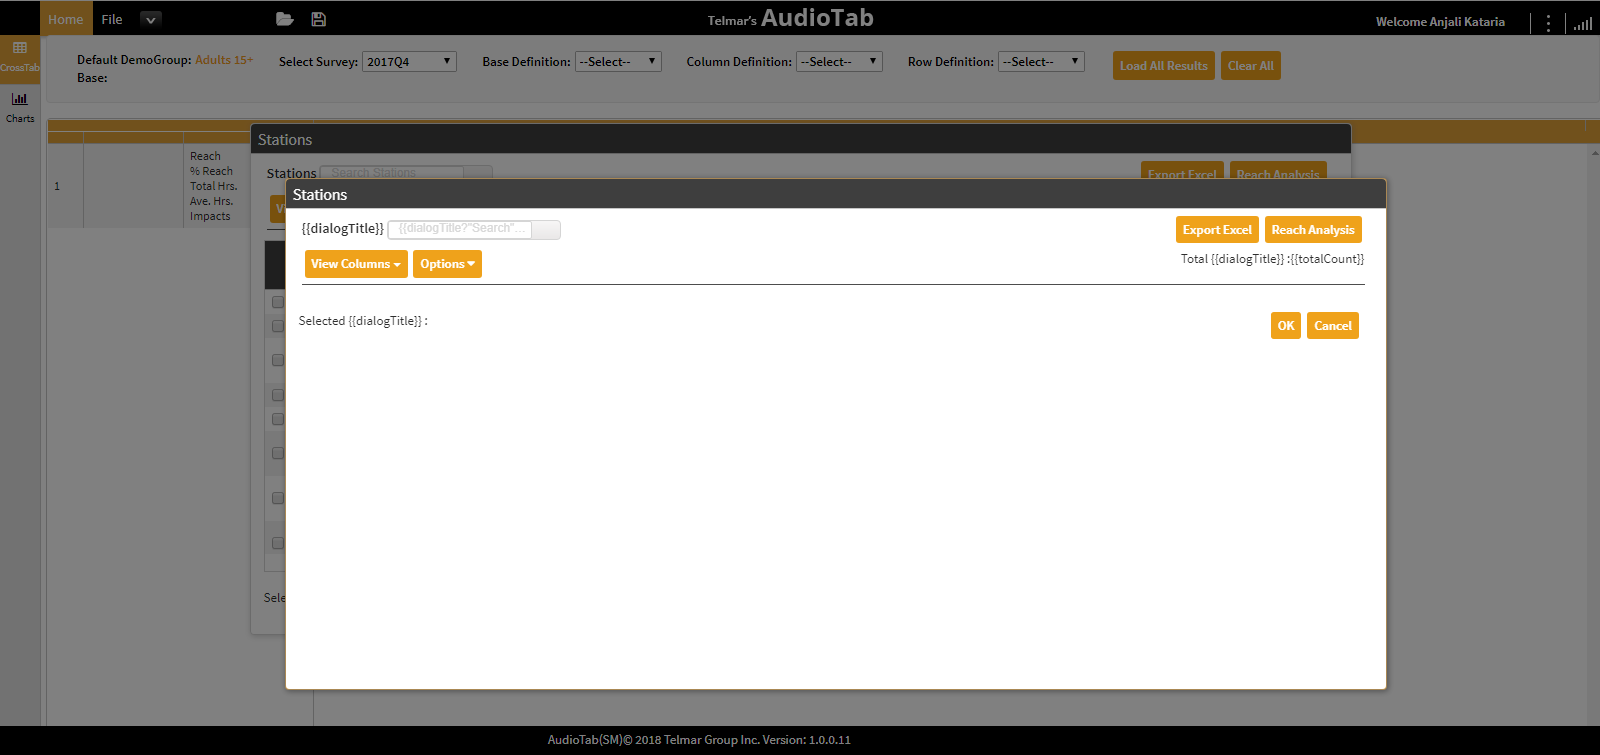 Home File Telmar's AudioTab Welcome Anjali Kataria
CrossTab
Default DemoGroup: Adults 15+ Select Survey: 2017Q4 Base Definition: --Select-- Column Definition: --Select-- Row Definition: --Select-- Load All Results Clear All
Base:
Charts
Stations
Reach
% Reach
1 Total Hrs.
Ave. Hrs.
Impacts
Stations Search Stations Export Excel Reach Analysis
Stations
{{dialogTitle}} {{dialogTitle?"Search"... Export Excel Reach Analysis
View Columns Options Total {{dialogTitle}} :{{totalCount}}
Selected {{dialogTitle}} : OK Cancel
AudioTab(SM)© 2018 Telmar Group Inc. Version: 1.0.0.11